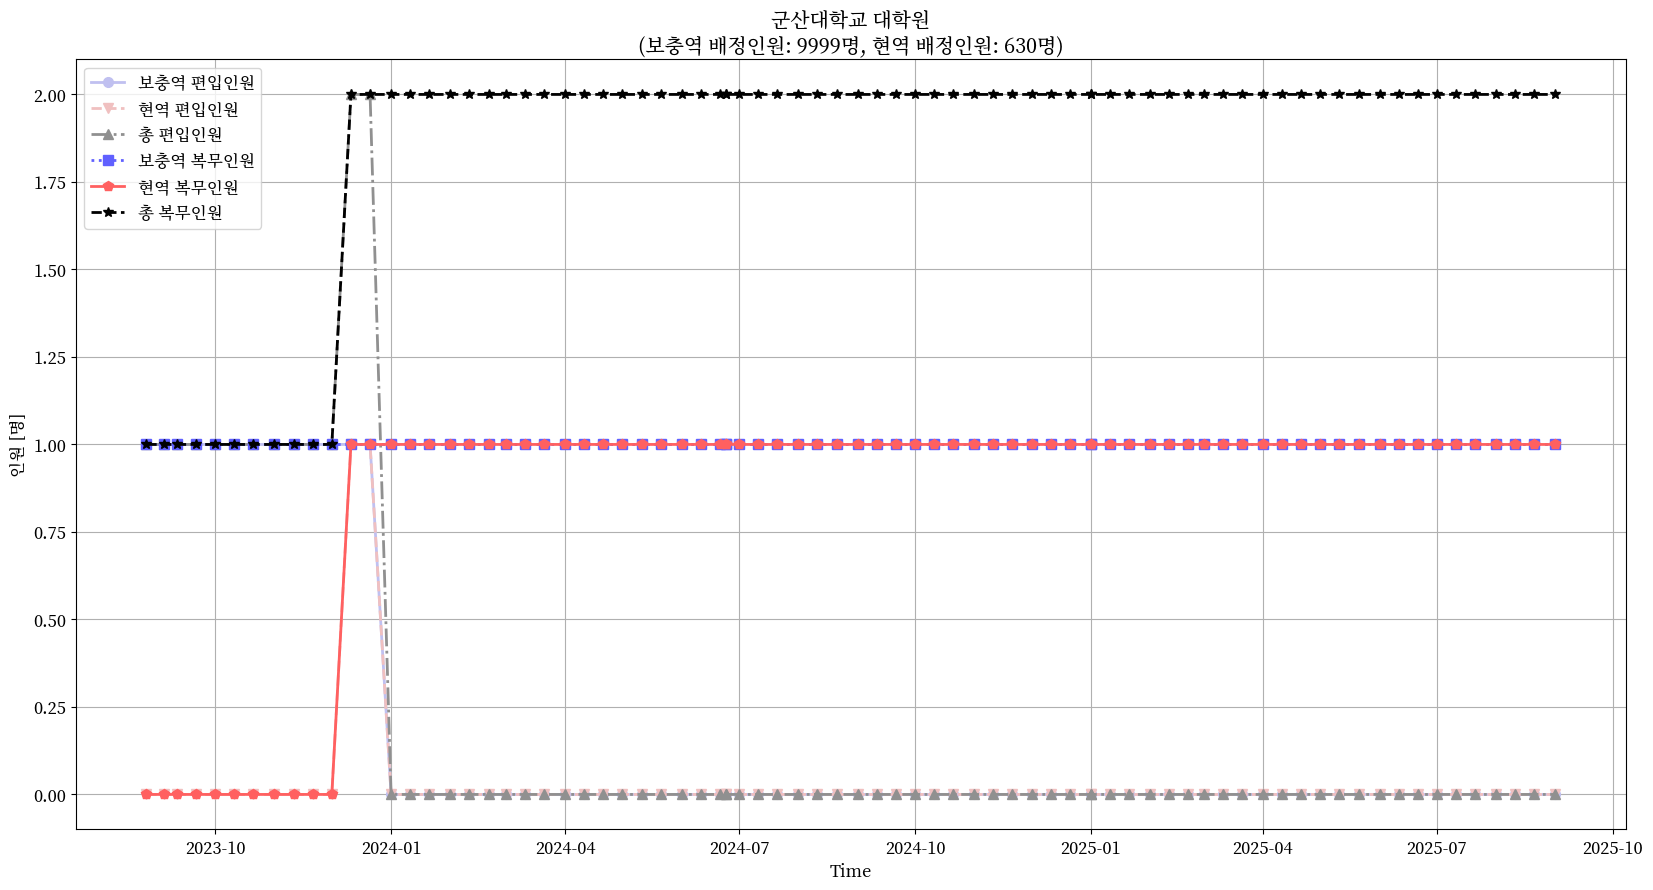 군산대학교 대학원
(보충역 배정인원: 9999명, 현역 배정인원: 630명)
보충역 편입인원
현역 편입인원
총 편입인원
보충역 복무인원
현역 복무인원
총 복무인원
2.00
1.75
1.50
1.25
1.00
0.75
0.50
0.25
0.00
인원 [명]
2023-10
2024-01
2024-04
2024-07
2024-10
2025-01
2025-04
2025-07
2025-10
Time